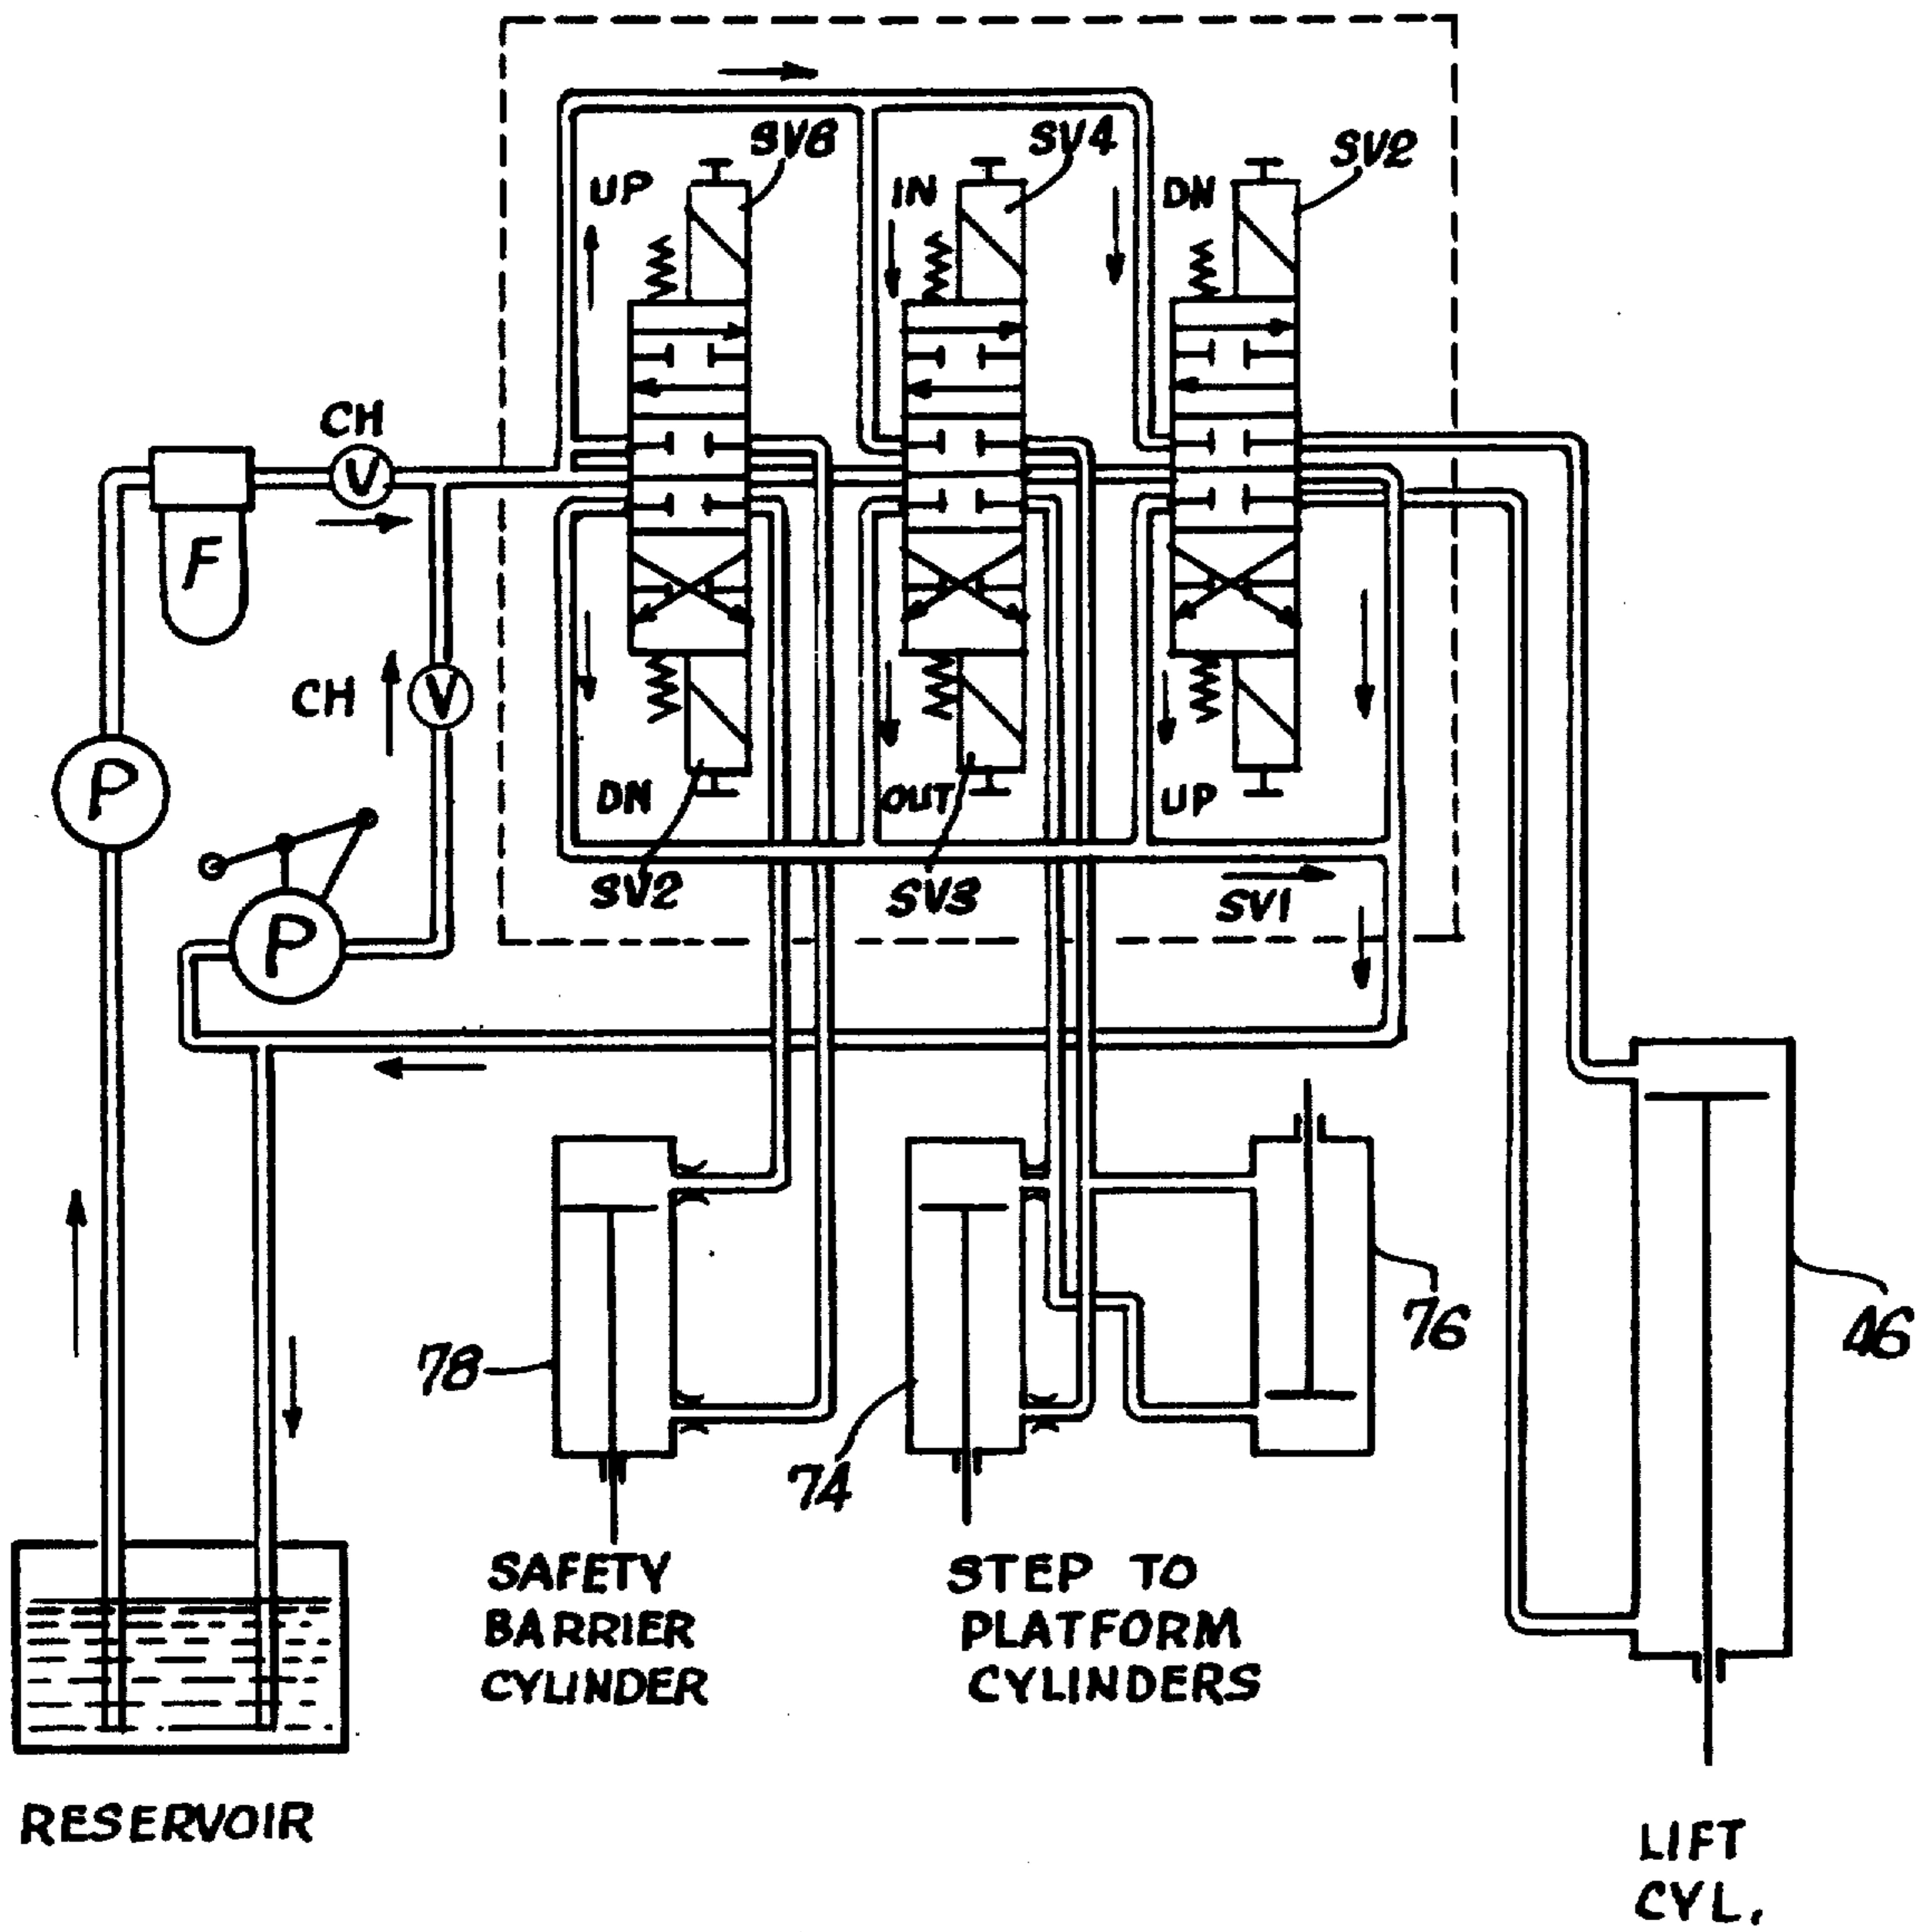 SV6
SV4
SV2
UP
IN
DN
CH
V
F
CH
V
P
P
DN
OUT
UP
SV2
SV3
SV1
78
74
76
46
SAFETY
BARRIER
CYLINDER
STEP TO
PLATFORM
CYLINDERS
RESERVOIR
LIFT
CYL.